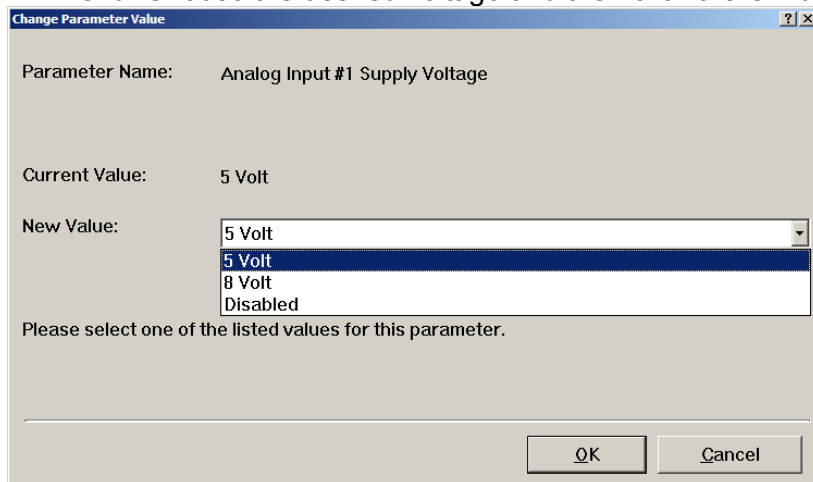 Change Parameter Value
Parameter Name: Analog Input #1 Supply Voltage
Current Value: 5 Volt
New Value: 5 Volt
5 Volt
8 Volt
Disabled
Please select one of the listed values for this parameter.
OK Cancel